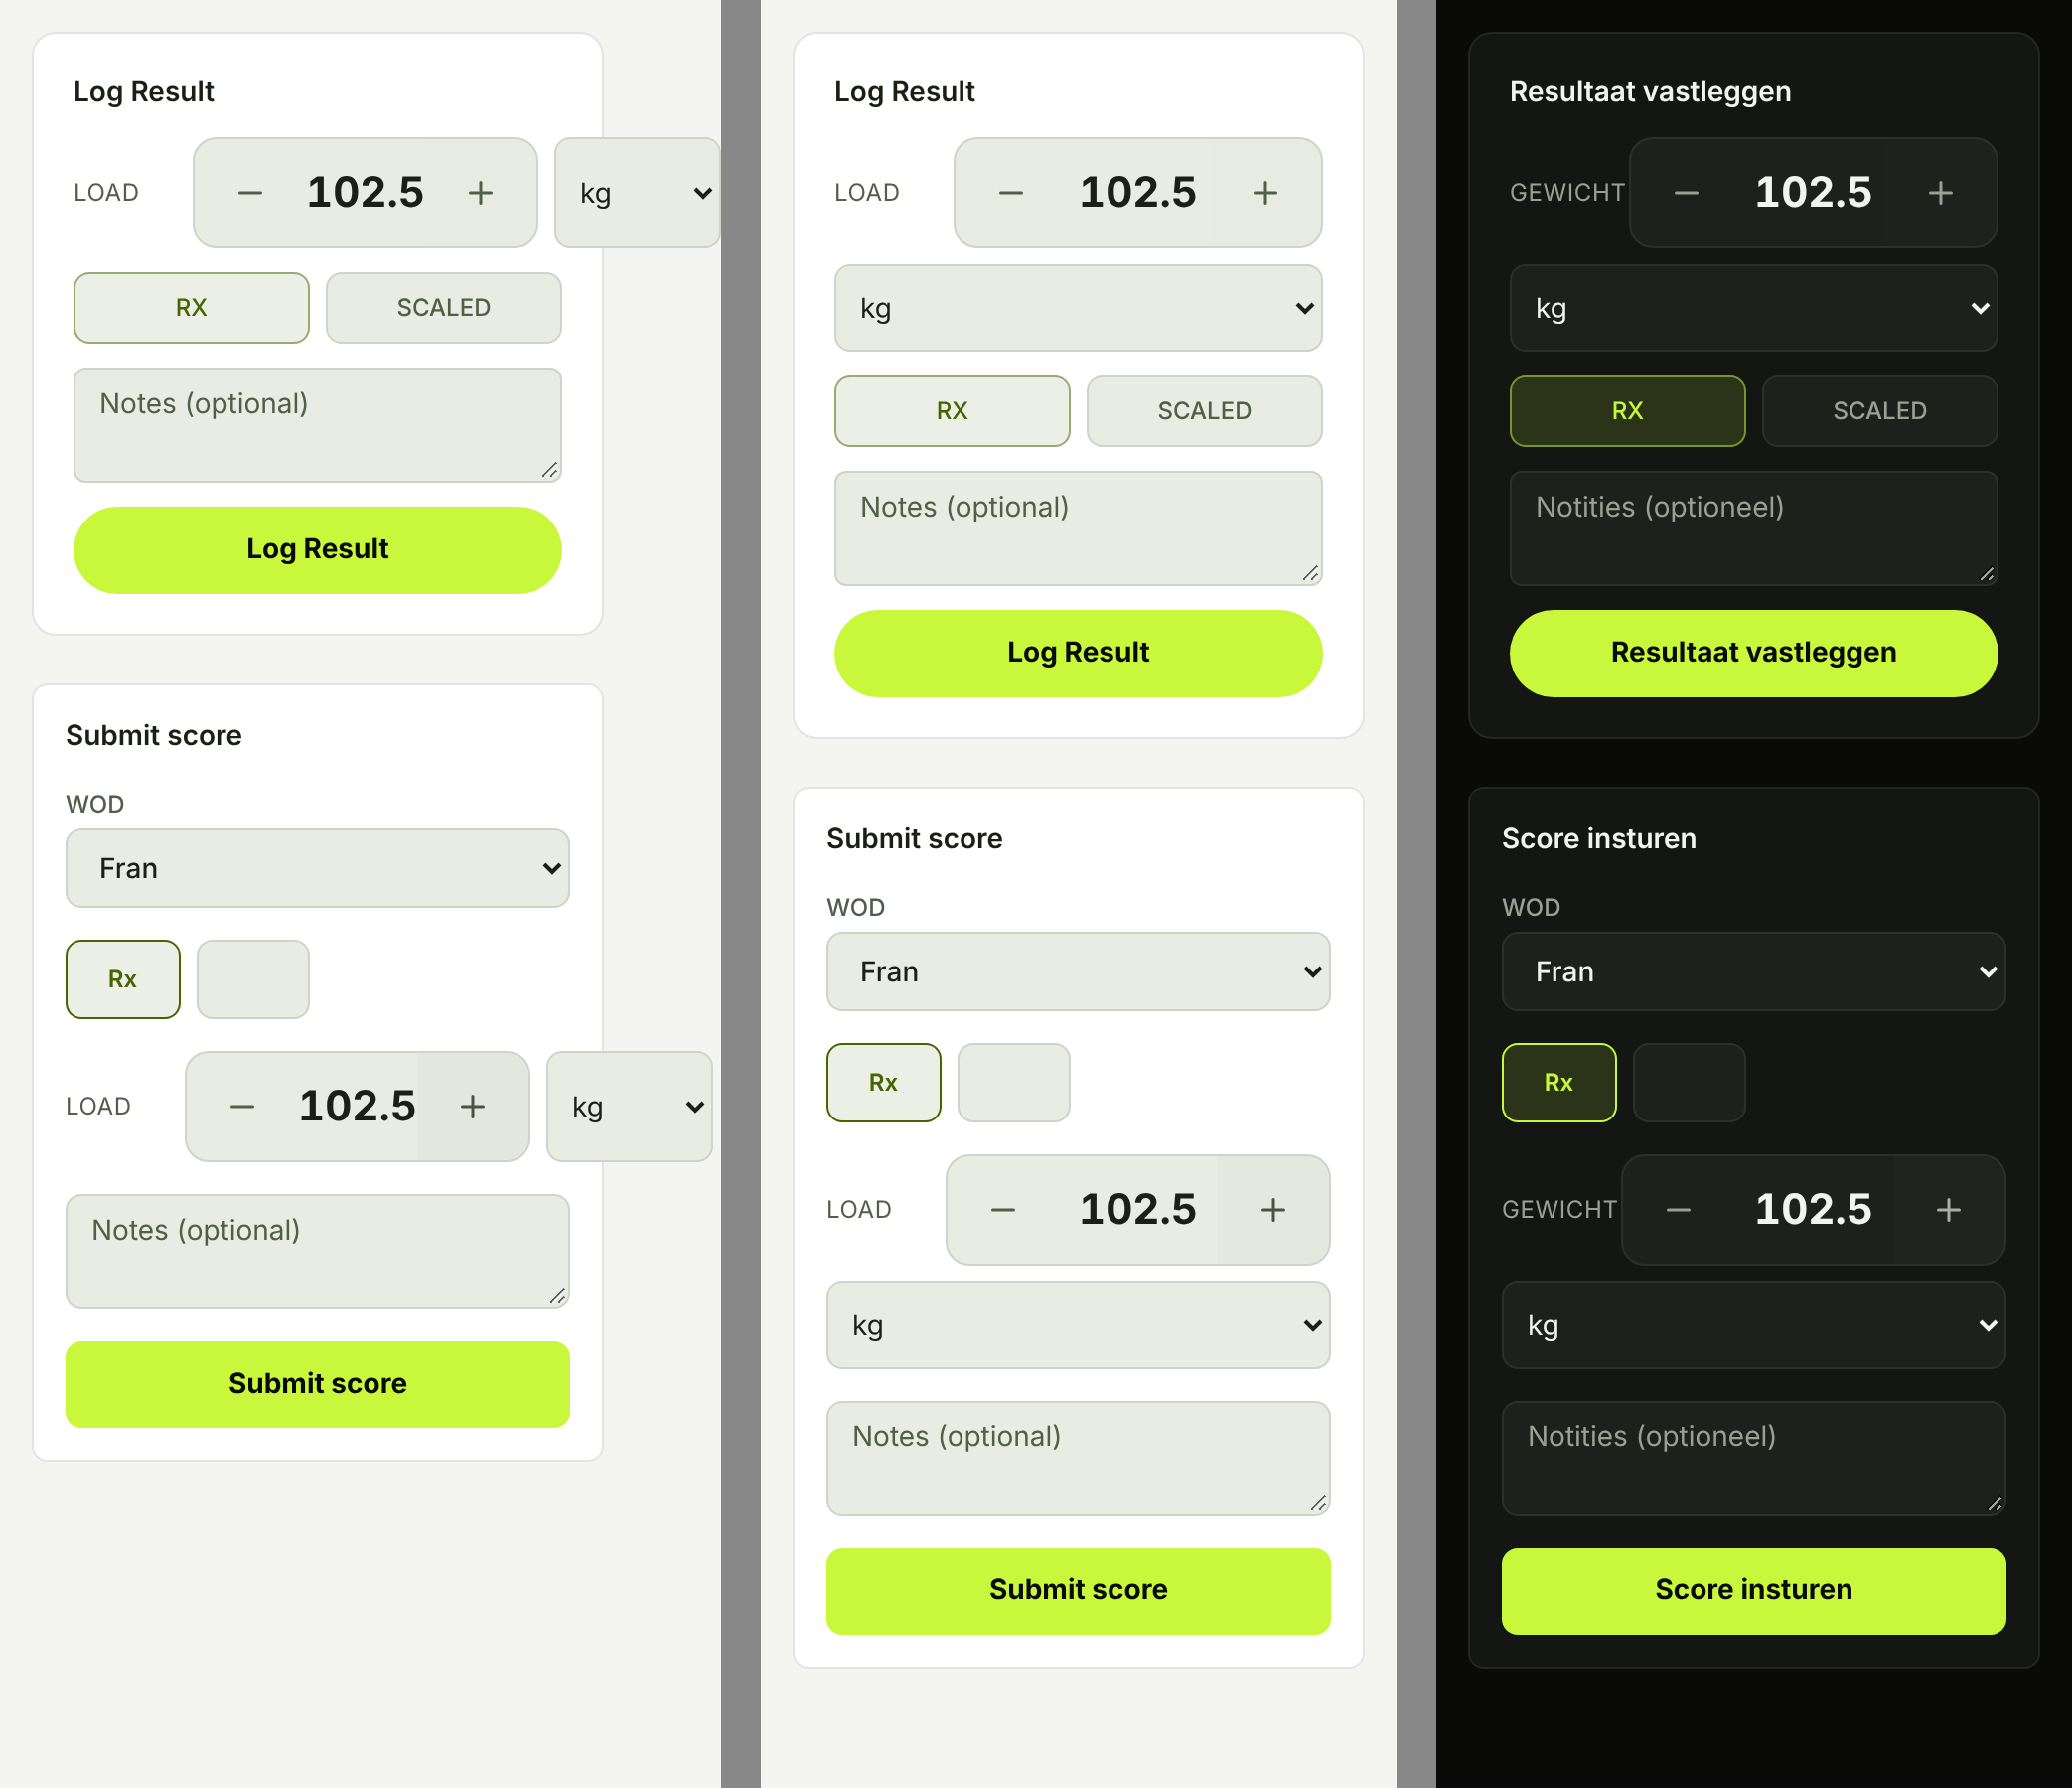 Log Result
LOAD − 102.5 + kg
RX SCALED
Notes (optional)
Log Result
Submit score
WOD
Fran
Rx
LOAD − 102.5 + kg
Notes (optional)
Submit score
Log Result
LOAD − 102.5 +
kg
RX SCALED
Notes (optional)
Log Result
Submit score
WOD
Fran
Rx
LOAD − 102.5 +
kg
Notes (optional)
Submit score
Resultaat vastleggen
GEWICHT − 102.5 +
kg
RX SCALED
Notities (optioneel)
Resultaat vastleggen
Score insturen
WOD
Fran
Rx
GEWICHT − 102.5 +
kg
Notities (optioneel)
Score insturen